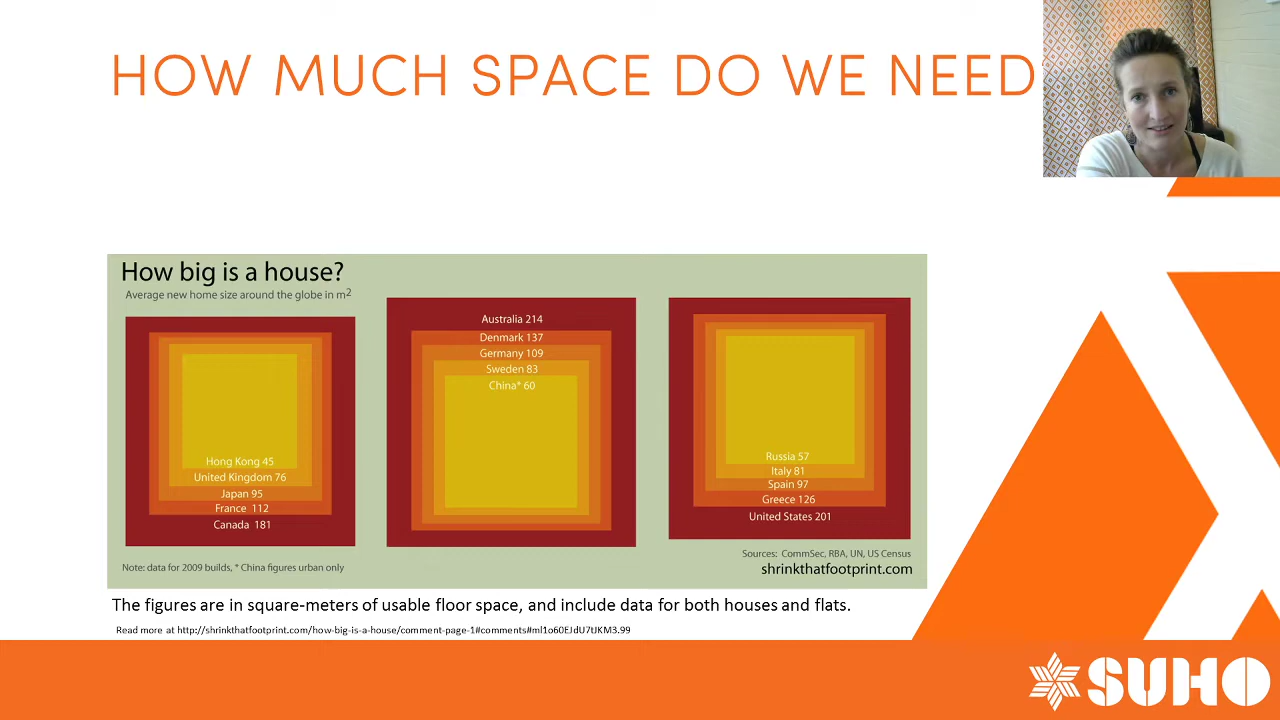 HOW MUCH SPACE DO WE NEED
How big is a house?
Average new home size around the globe in m2
Hong Kong 45
United Kingdom 76
Japan 95
France 112
Canada 181
Australia 214
Denmark 137
Germany 109
Sweden 83
China* 60
Russia 57
Italy 81
Spain 97
Greece 126
United States 201
Note: data for 2009 builds, * China figures urban only
Sources: CommSec, RBA, UN, US Census
shrinkthatfootprint.com
The figures are in square-meters of usable floor space, and include data for both houses and flats.
Read more at http://shrinkthatfootprint.com/how-big-is-a-house/comment-page-1#comments#ml1o60EJdU7tJKM3.99
SUHO